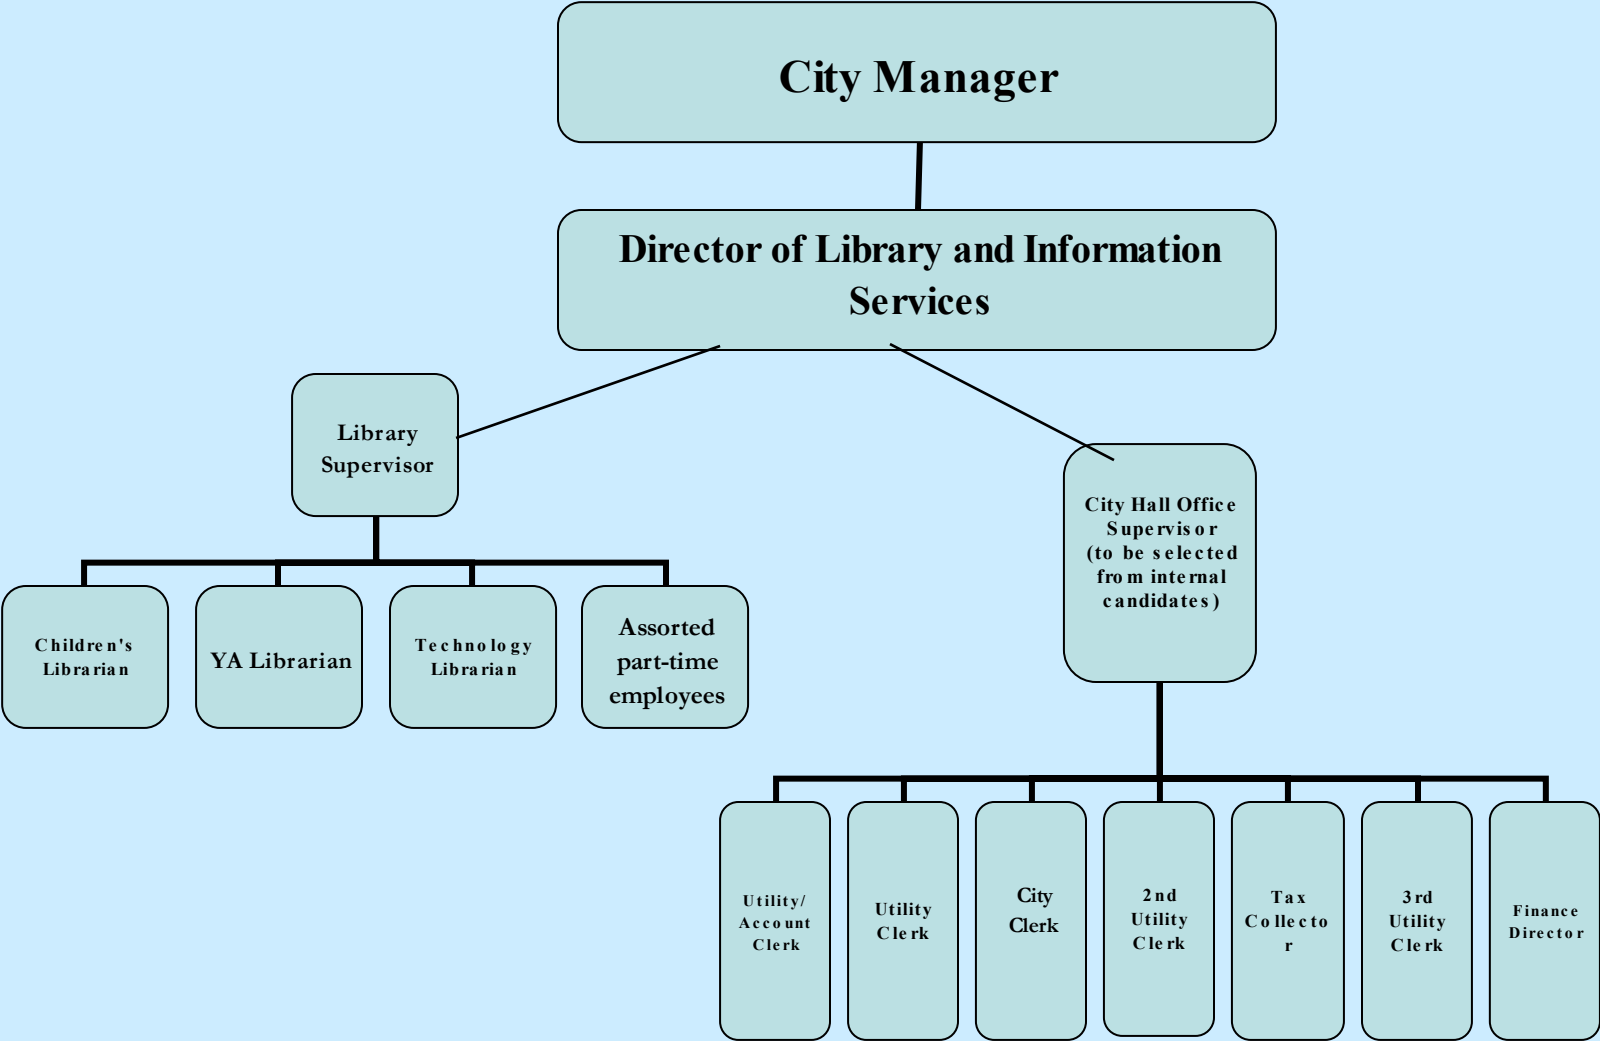 City Manager
Director of Library and Information
Services
Library
Supervisor
City Hall Office
Supervisor
(to be selected
from internal
candidates)
Children's
Librarian
YA Librarian
Technology
Librarian
Assorted
part-time
employees
Utility/
Account
Clerk
Utility
Clerk
City
Clerk
2nd
Utility
Clerk
Tax
Collecto
r
3rd
Utility
Clerk
Finance
Director